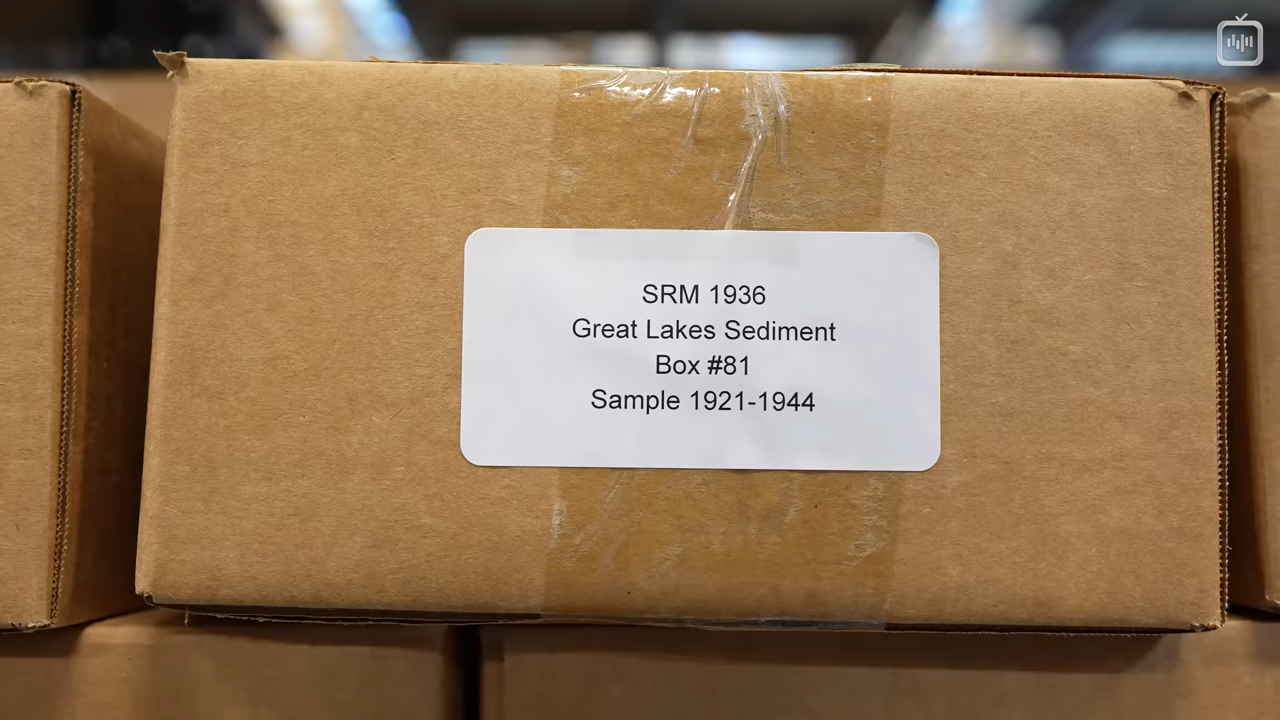 SRM 1936
Great Lakes Sediment
Box #81
Sample 1921-1944